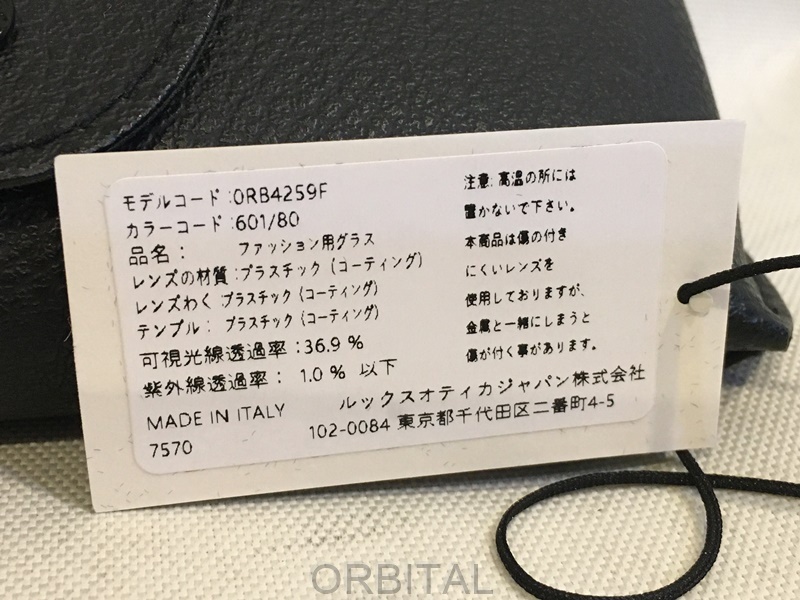 モデルコード:0RB4259F
カラーコード:601/80
品名: ファッション用グラス
レンズの材質:プラスチック(コーティング)
レンズわく:プラスチック(コーティング)
テンプル: プラスチック(コーティング)
可視光線透過率:36.9 %
紫外線透過率: 1.0 % 以下
注意:高温の所には
置かないで下さい。
本商品は傷の付き
にくいレンズを
使用しておりますが、
金属と一緒にしまうと
傷が付く事があります。
MADE IN ITALY
7570
ルックスオティカジャパン株式会社
102-0084 東京都千代田区二番町4-5
ORBITAL